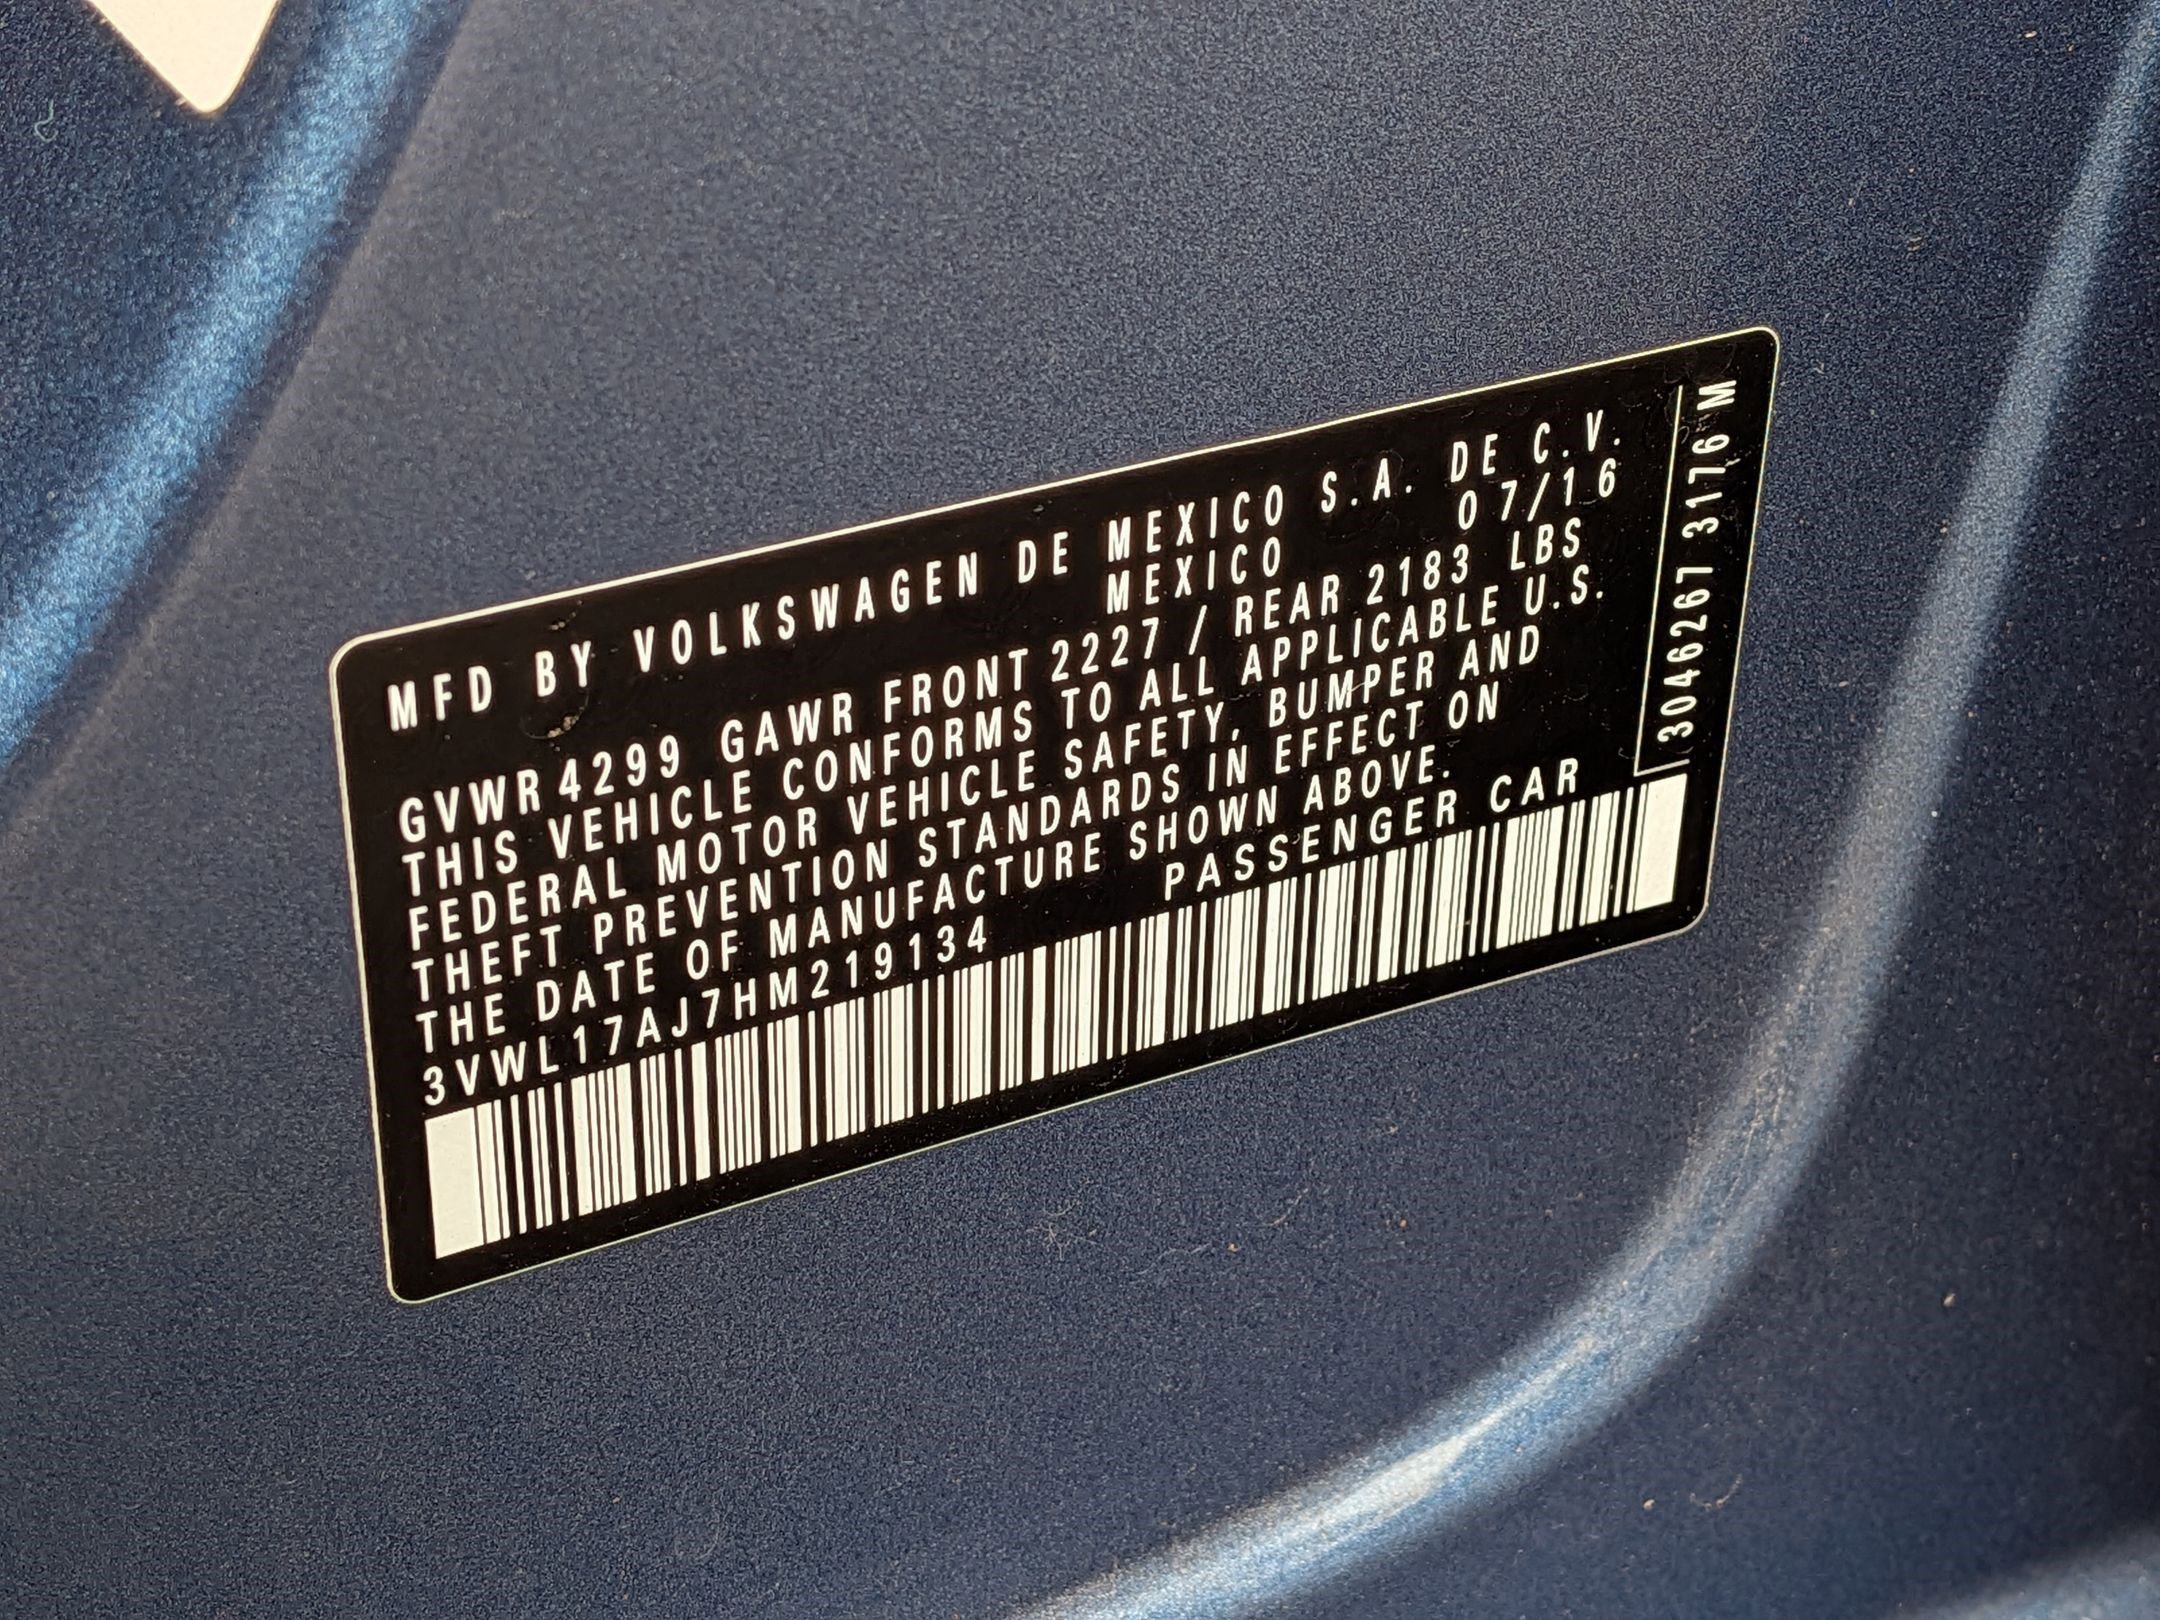 MFD BY VOLKSWAGEN DE MEXICO S.A. DE C.V.
MEXICO 07/16
GVWR 4299 GAWR FRONT 2227 / REAR 2183 LBS
THIS VEHICLE CONFORMS TO ALL APPLICABLE U.S.
FEDERAL MOTOR VEHICLE SAFETY, BUMPER AND
THEFT PREVENTION STANDARDS IN EFFECT ON
THE DATE OF MANUFACTURE SHOWN ABOVE.
3VWL17AJ7HM219134 PASSENGER CAR
3046267 3176 M